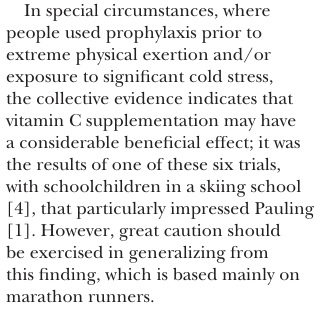 In special circumstances, where
people used prophylaxis prior to
extreme physical exertion and/or
exposure to significant cold stress,
the collective evidence indicates that
vitamin C supplementation may have
a considerable beneficial effect; it was
the results of one of these six trials,
with schoolchildren in a skiing school
[4], that particularly impressed Pauling
[1]. However, great caution should
be exercised in generalizing from
this finding, which is based mainly on
marathon runners.